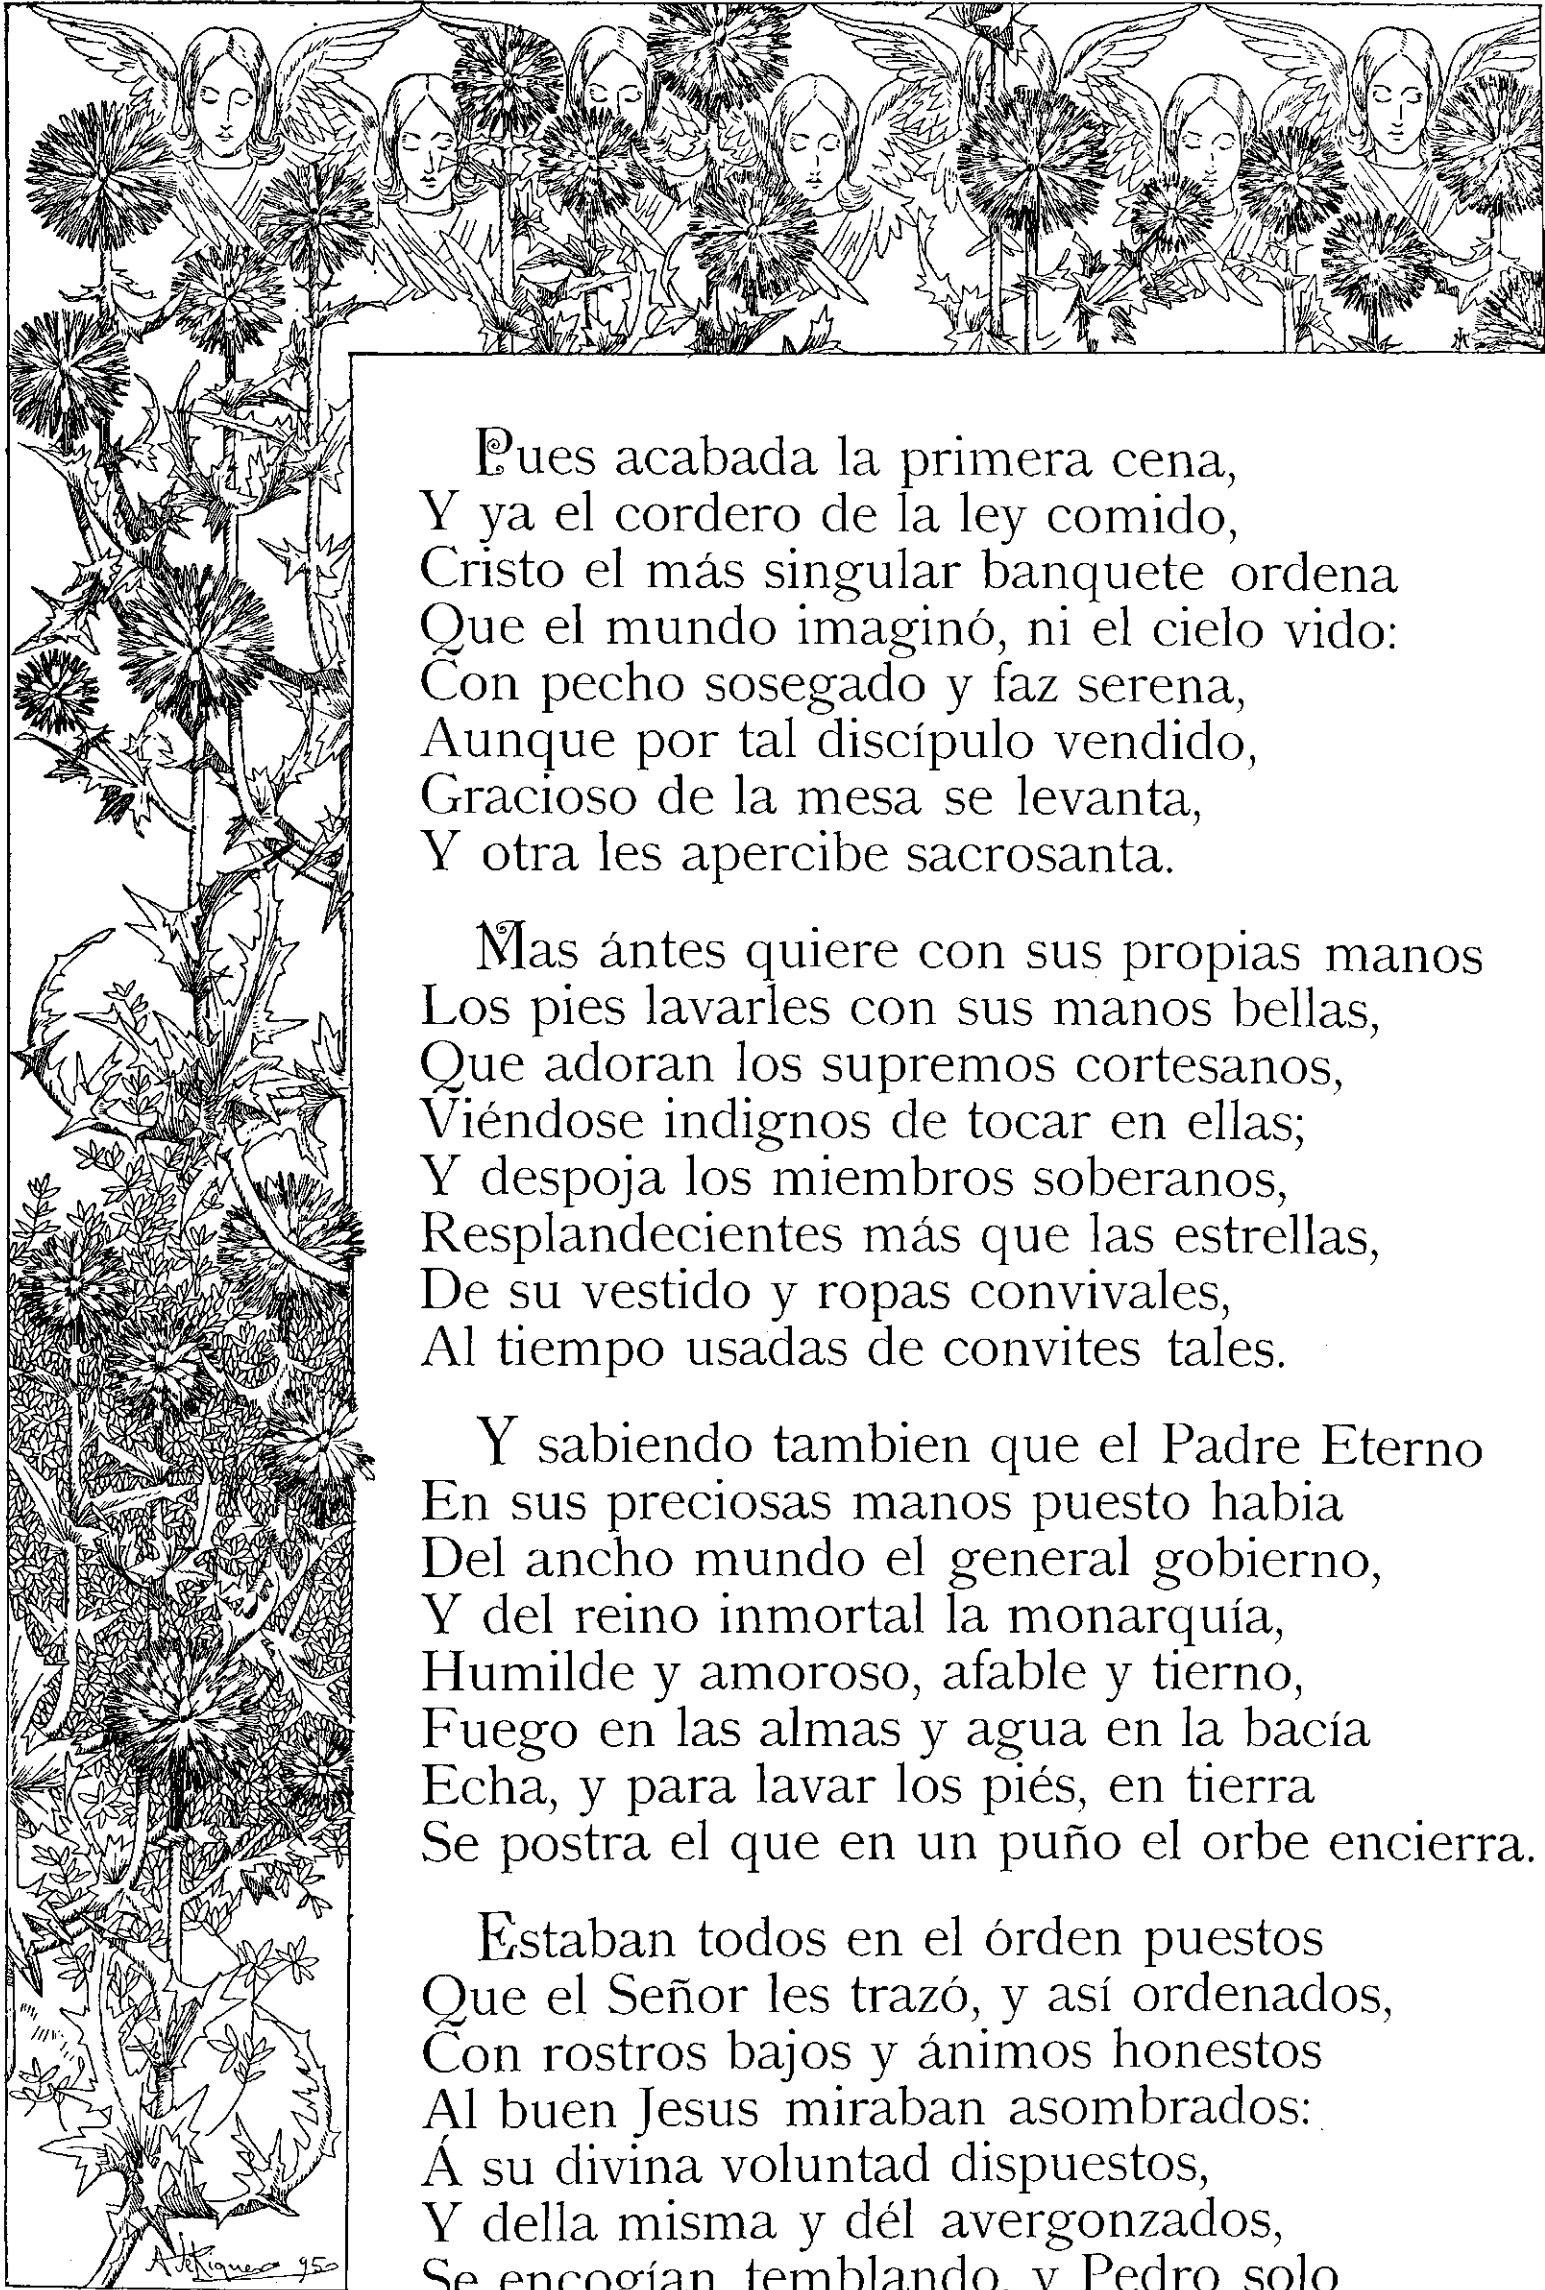 Pues acabada la primera cena,
Y ya el cordero de la ley comido,
Cristo el más singular banquete ordena
Que el mundo imaginó, ni el cielo vido:
Con pecho sosegado y faz serena,
Aunque por tal discípulo vendido,
Gracioso de la mesa se levanta,
Y otra les apercibe sacrosanta.
Mas ántes quiere con sus propias manos
Los pies lavarles con sus manos bellas,
Que adoran los supremos cortesanos,
Viéndose indignos de tocar en ellas;
Y despoja los miembros soberanos,
Resplandecientes más que las estrellas,
De su vestido y ropas convivales,
Al tiempo usadas de convites tales.
Y sabiendo tambien que el Padre Eterno
En sus preciosas manos puesto habia
Del ancho mundo el general gobierno,
Y del reino inmortal la monarquía,
Humilde y amoroso, afable y tierno,
Fuego en las almas y agua en la bacía
Echa, y para lavar los piés, en tierra
Se postra el que en un puño el orbe encierra.
Estaban todos en el órden puestos
Que el Señor les trazó, y así ordenados,
Con rostros bajos y ánimos honestos
Al buen Jesus miraban asombrados:
Á su divina voluntad dispuestos,
Y della misma y dél avergonzados,
Se encogían temblando, y Pedro solo